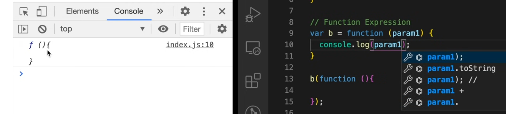 Elements
Console
»
top
Filter
ƒ (){
index.js:10
}
8
// Function Expression
9 var b = function (param1) {
10 console.log(param1);
11 }
param1);
12
param1.toString
13 b(function (){
param1); //
14
param1 +
15 });
param1.
16